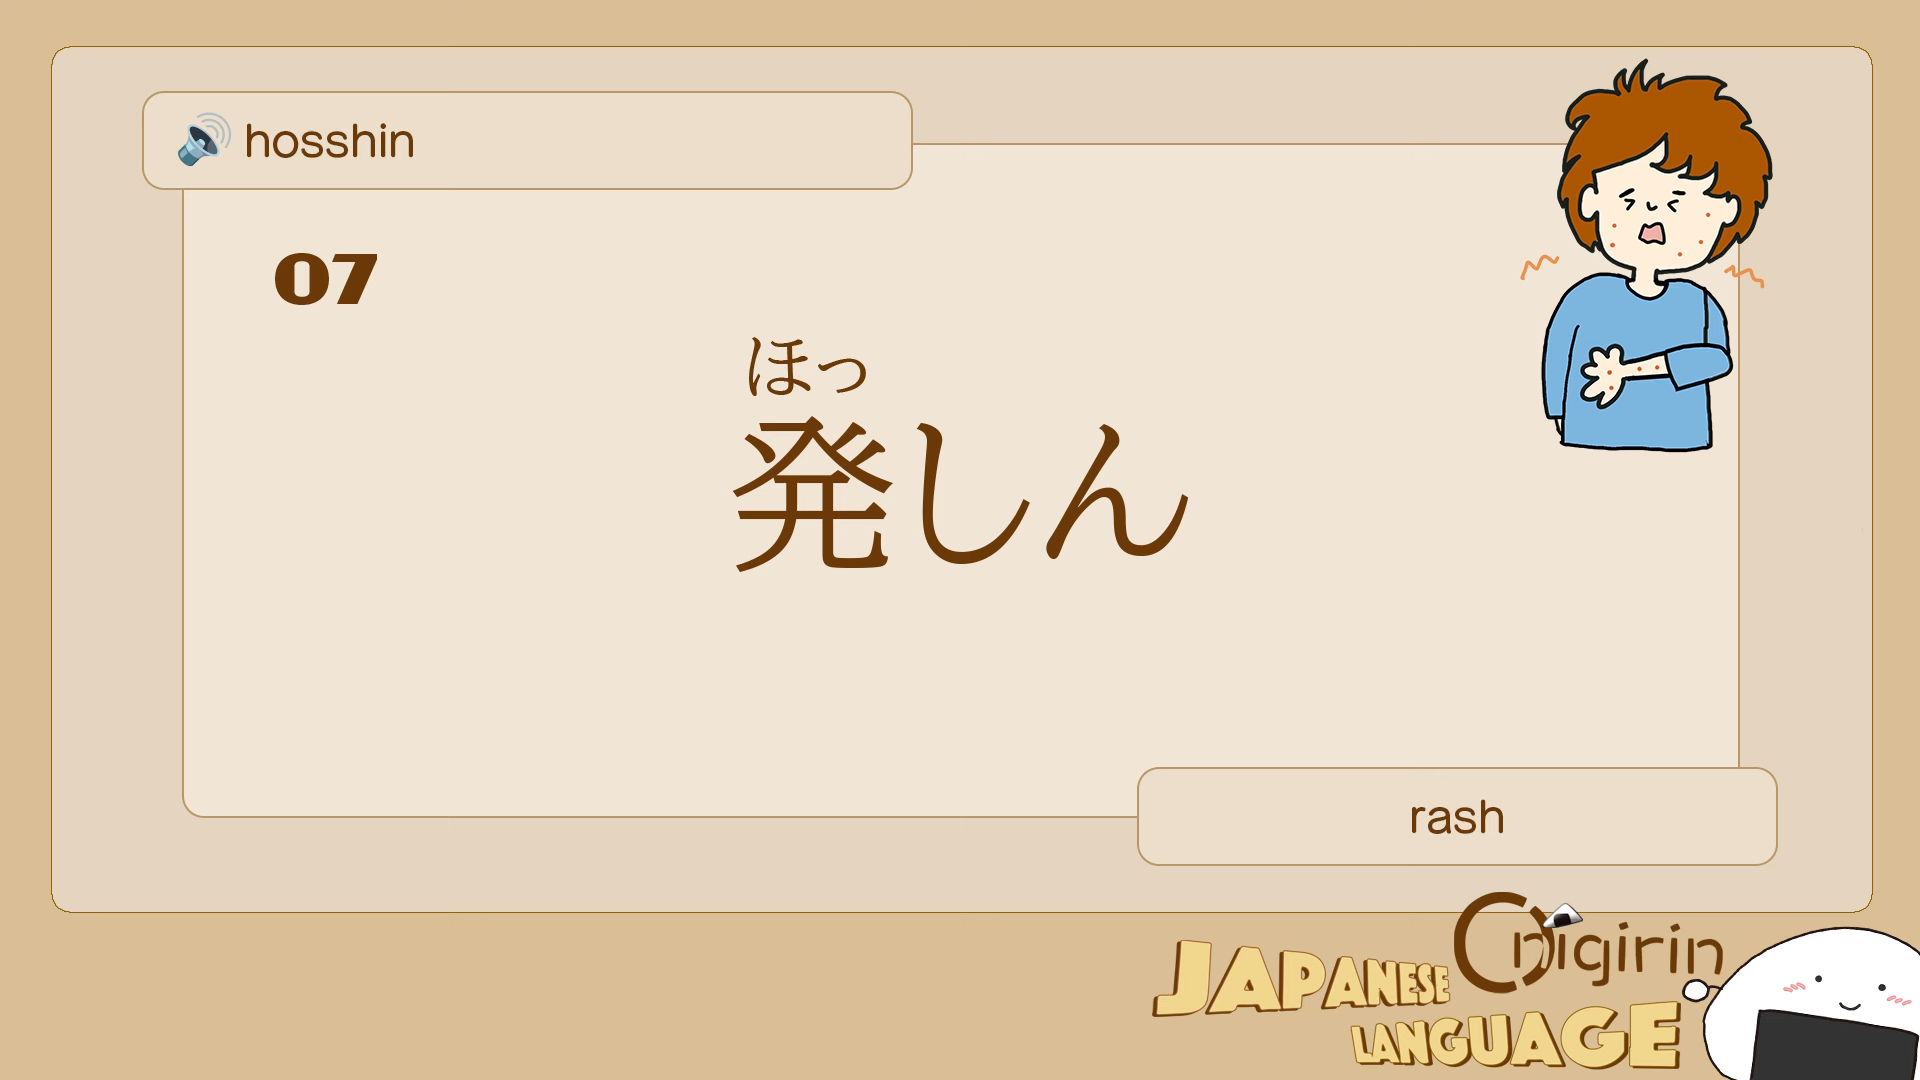 hosshin
07
ほっ
発しん
rash
JAPANESE
Onigirin
LANGUAGE